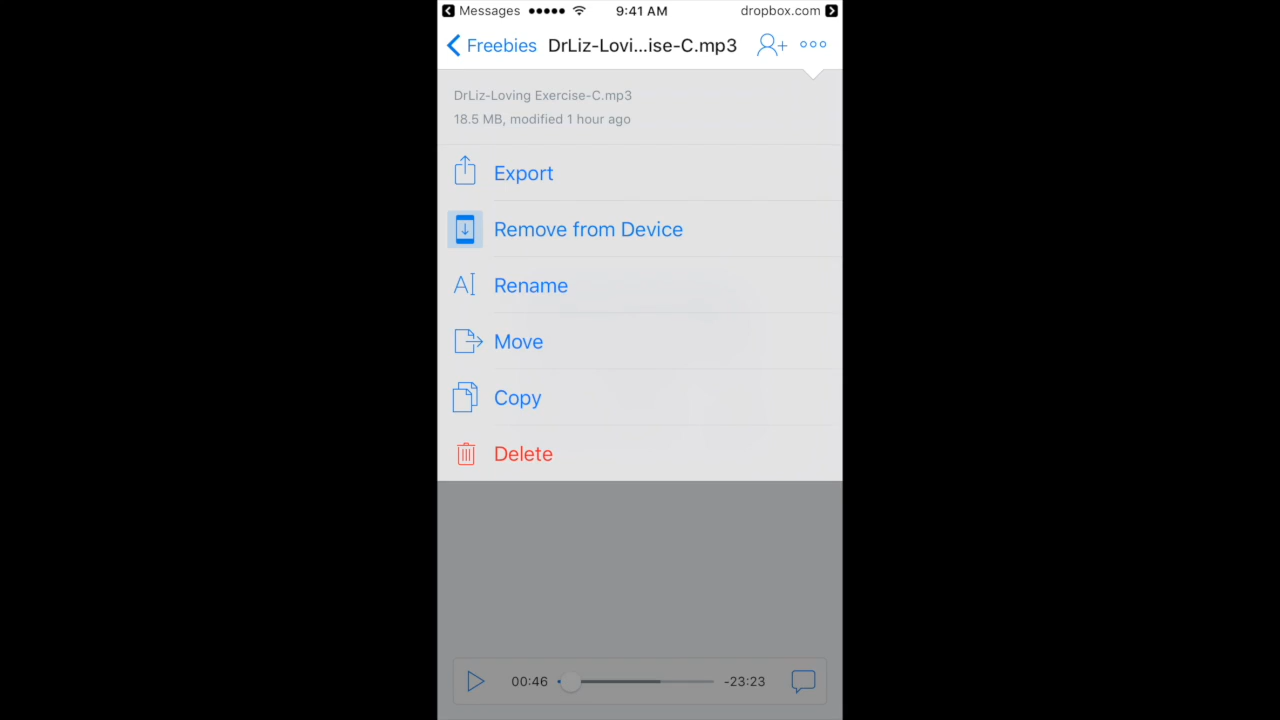 Messages 9:41 AM dropbox.com
Freebies DrLiz-Lovi...ise-C.mp3
DrLiz-Loving Exercise-C.mp3
18.5 MB, modified 1 hour ago
Export
Remove from Device
Rename
Move
Copy
Delete
00:46 -23:23